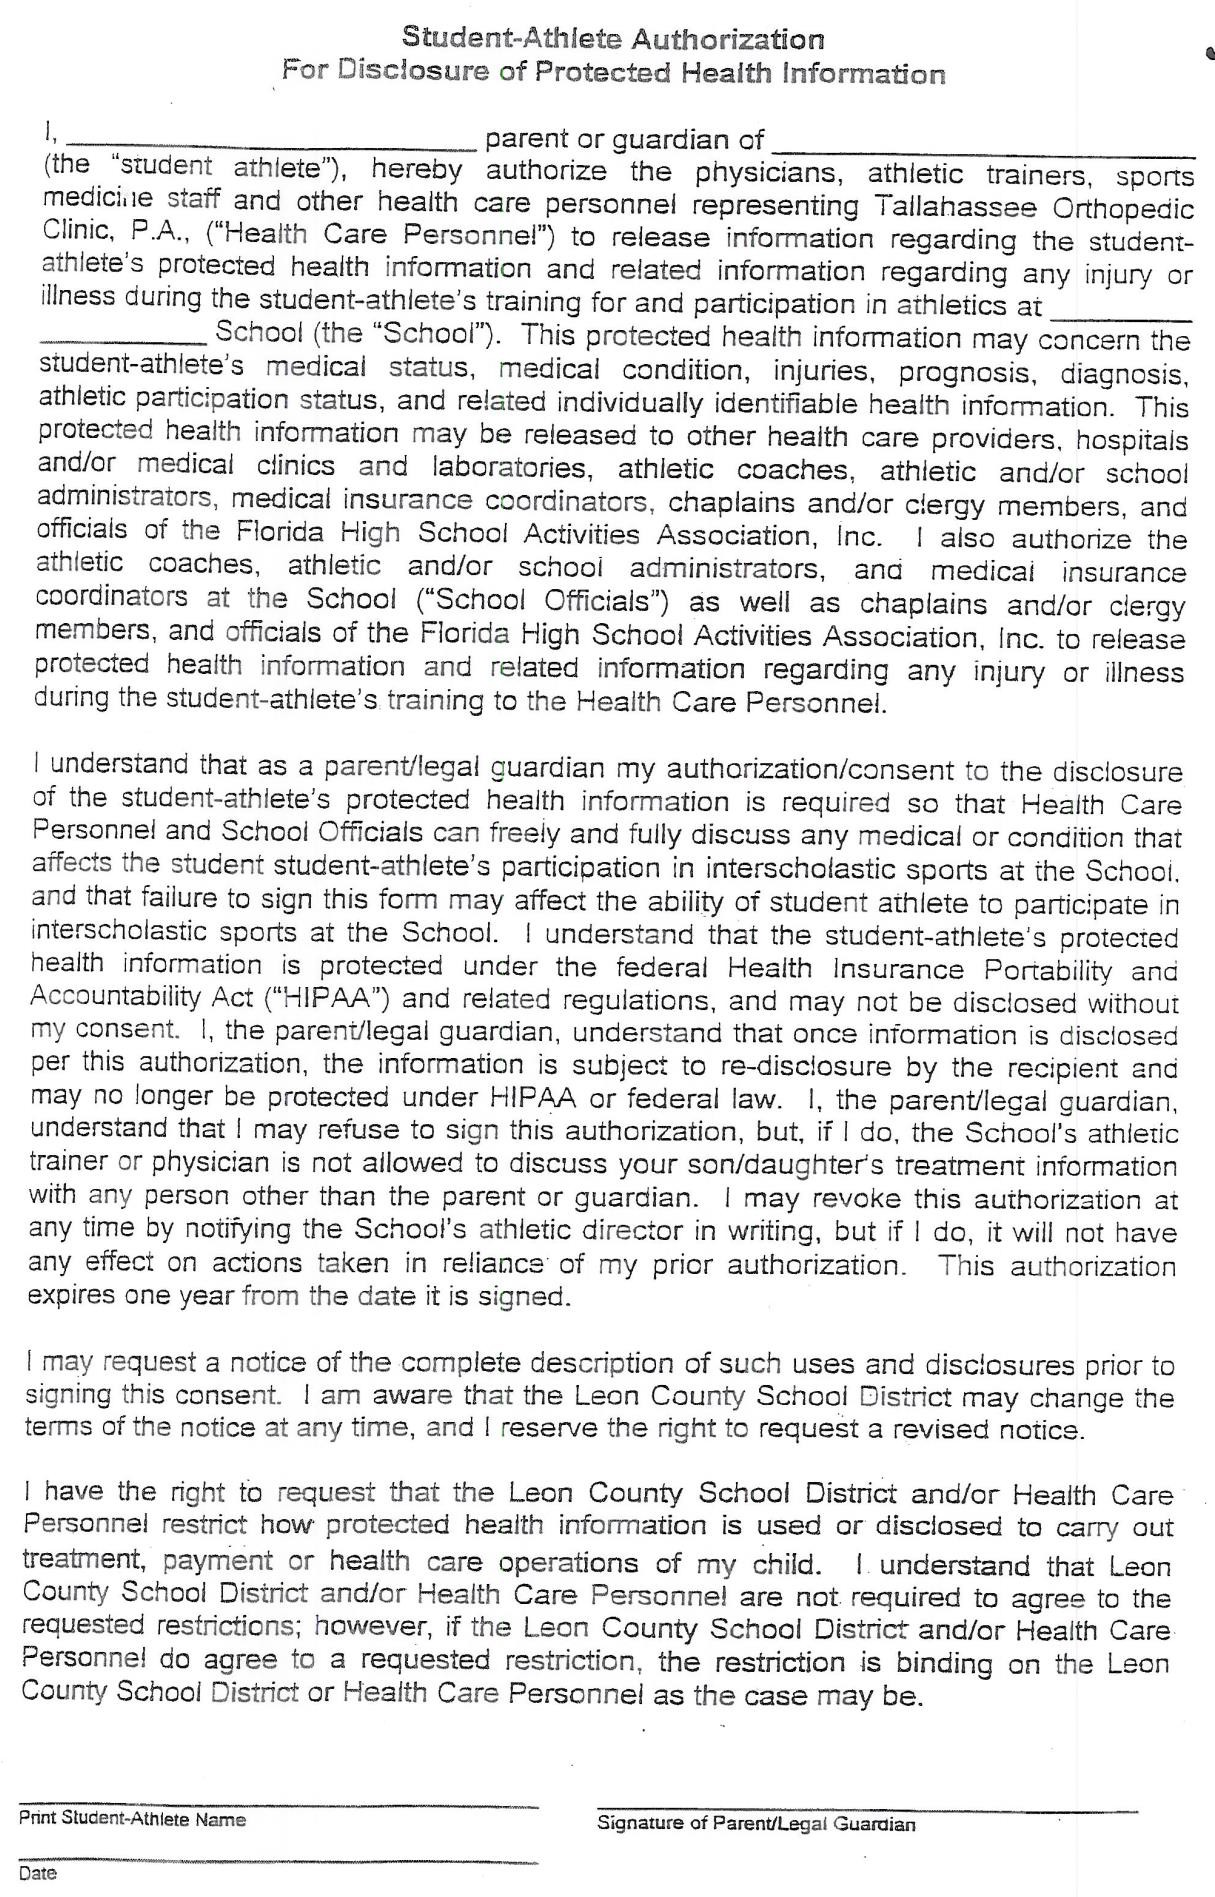 Student-Athlete Authorization
For Disclosure of Protected Health Information
I, ______________ parent or guardian of ______________
(the “student athlete”), hereby authorize the physicians, athletic trainers, sports
medicine staff and other health care personnel representing Tallahassee Orthopedic
Clinic, P.A., (“Health Care Personnel”) to release information regarding the student-
athlete's protected health information and related information regarding any injury or
illness during the student-athlete's training for and participation in athletics at ________
________ School (the “School”). This protected health information may concern the
student-athlete's medical status, medical condition, injuries, prognosis, diagnosis,
athletic participation status, and related individually identifiable health information. This
protected health information may be released to other health care providers, hospitals
and/or medical clinics and laboratories, athletic coaches, athletic and/or school
administrators, medical insurance coordinators, chaplains and/or clergy members, and
officials of the Florida High School Activities Association, Inc. I also authorize the
athletic coaches, athletic and/or school administrators, and medical insurance
coordinators at the School (“School Officials”) as well as chaplains and/or clergy
members, and officials of the Florida High School Activities Association, Inc. to release
protected health information and related information regarding any injury or illness
during the student-athlete's training to the Health Care Personnel.
I understand that as a parent/legal guardian my authorization/consent to the disclosure
of the student-athlete's protected health information is required so that Health Care
Personnel and School Officials can freely and fully discuss any medical or condition that
affects the student student-athlete's participation in interscholastic sports at the School,
and that failure to sign this form may affect the ability of student athlete to participate in
interscholastic sports at the School. I understand that the student-athlete's protected
health information is protected under the federal Health Insurance Portability and
Accountability Act (“HIPAA”) and related regulations, and may not be disclosed without
my consent. I, the parent/legal guardian, understand that once information is disclosed
per this authorization, the information is subject to re-disclosure by the recipient and
may no longer be protected under HIPAA or federal law. I, the parent/legal guardian,
understand that I may refuse to sign this authorization, but, if I do, the School's athletic
trainer or physician is not allowed to discuss your son/daughter's treatment information
with any person other than the parent or guardian. I may revoke this authorization at
any time by notifying the School's athletic director in writing, but if I do, it will not have
any effect on actions taken in reliance of my prior authorization. This authorization
expires one year from the date it is signed.
I may request a notice of the complete description of such uses and disclosures prior to
signing this consent. I am aware that the Leon County School District may change the
terms of the notice at any time, and I reserve the right to request a revised notice.
I have the right to request that the Leon County School District and/or Health Care
Personnel restrict how protected health information is used or disclosed to carry out
treatment, payment or health care operations of my child. I understand that Leon
County School District and/or Health Care Personnel are not required to agree to the
requested restrictions; however, if the Leon County School District and/or Health Care
Personnel do agree to a requested restriction, the restriction is binding on the Leon
County School District or Health Care Personnel as the case may be.
Print Student-Athlete Name
Signature of Parent/Legal Guardian
Date